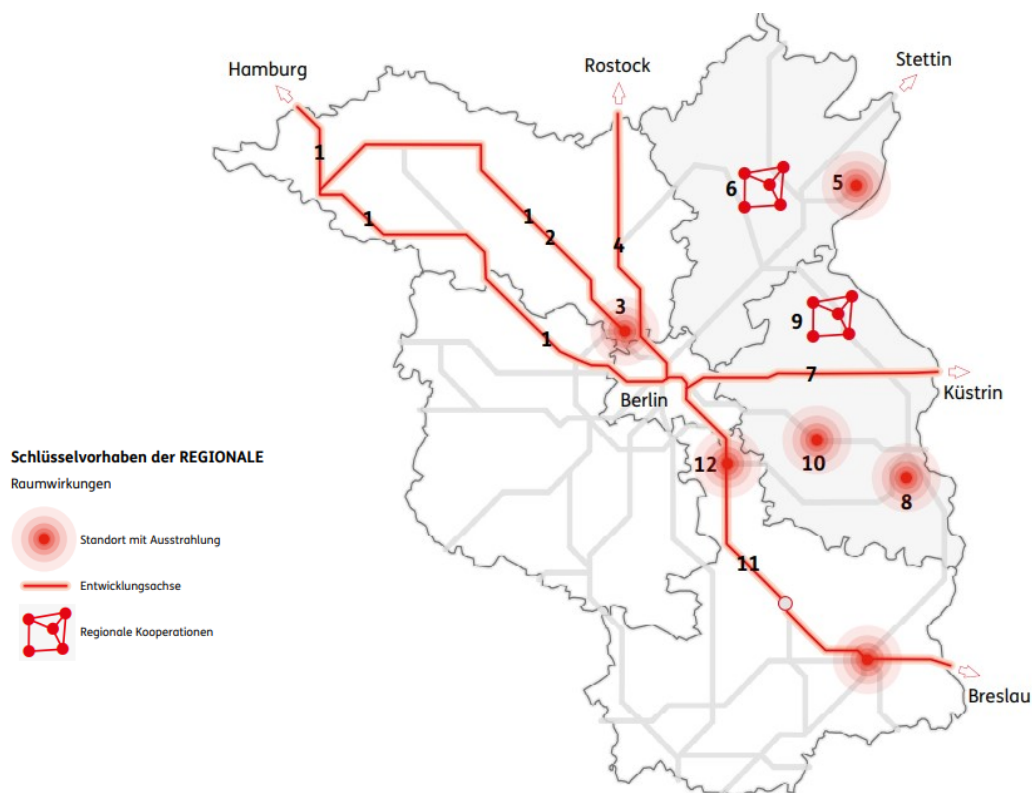 Hamburg
Rostock
Stettin
1
6
5
1
1
2
4
3
9
1
7
Berlin
Küstrin
Schlüsselvorhaben der REGIONALE
Raumwirkungen
12
10
8
Standort mit Ausstrahlung
11
Entwicklungsachse
Regionale Kooperationen
Breslau